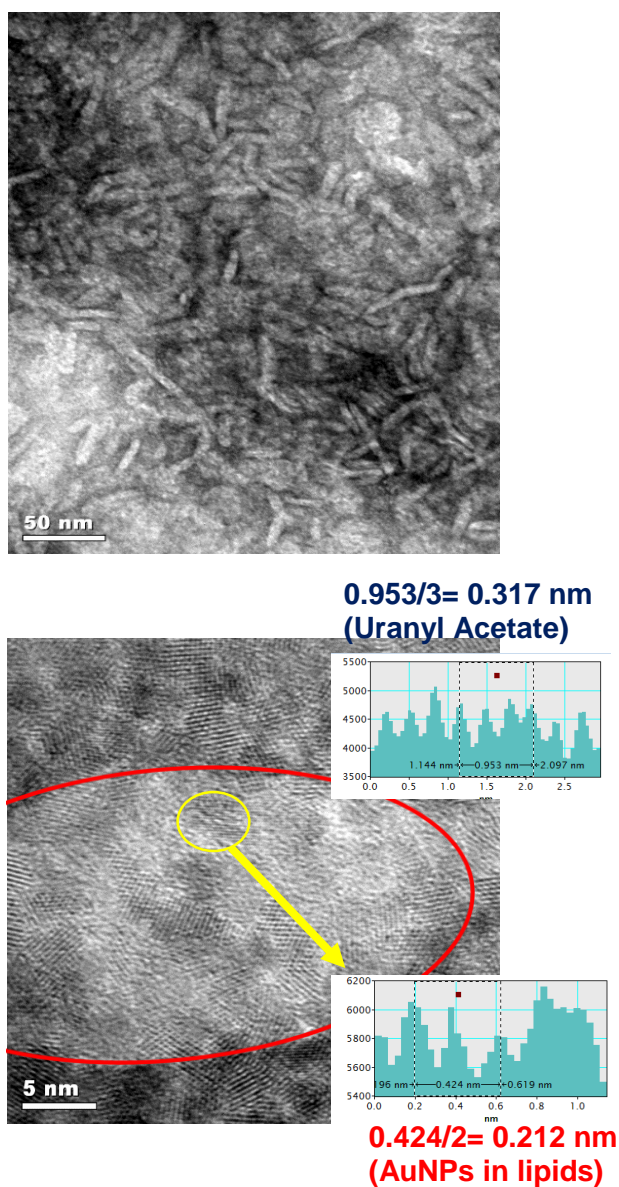 50 nm
0.953/3= 0.317 nm
(Uranyl Acetate)
5500
5000
4500
4000
3500
1.144 nm 0.953 nm 2.097 nm
0.0 0.5 1.0 1.5 2.0 2.5
nm
5 nm
6200
6000
5800
5600
5400
196 nm 0.424 nm 0.619 nm
0.0 0.2 0.4 0.6 0.8 1.0
nm
0.424/2= 0.212 nm
(AuNPs in lipids)